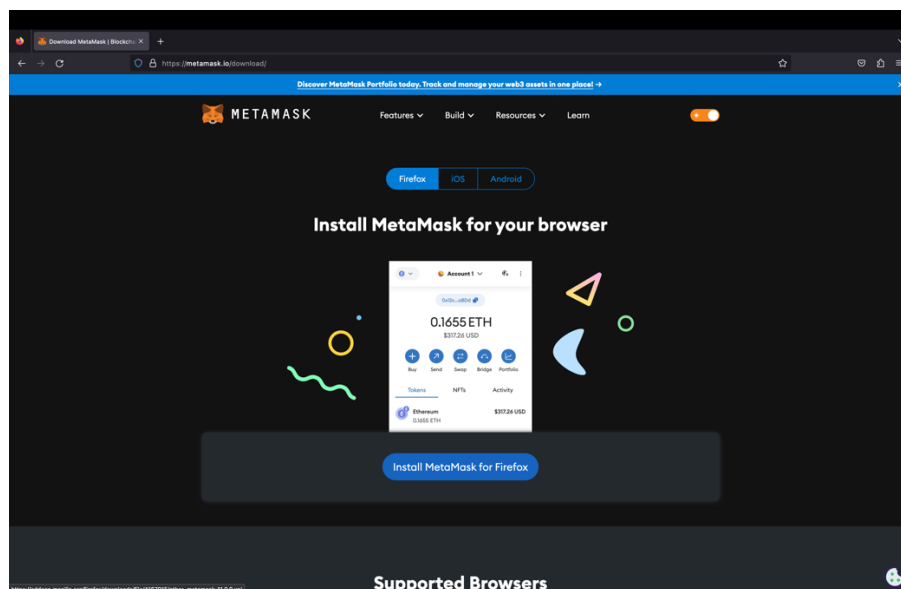 Download MetaMask | Blockcha
https://metamask.io/download/
Discover MetaMask Portfolio today. Track and manage your web3 assets in one place! →
METAMASK
Features
Build
Resources
Learn
Firefox
iOS
Android
Install MetaMask for your browser
Account 1
0.1655 ETH
$317.26 USD
Buy
Send
Swap
Bridge
Portfolio
Tokens
NFTs
Activity
Ethereum
$317.26 USD
0.1655 ETH
Install MetaMask for Firefox
Supported Browsers